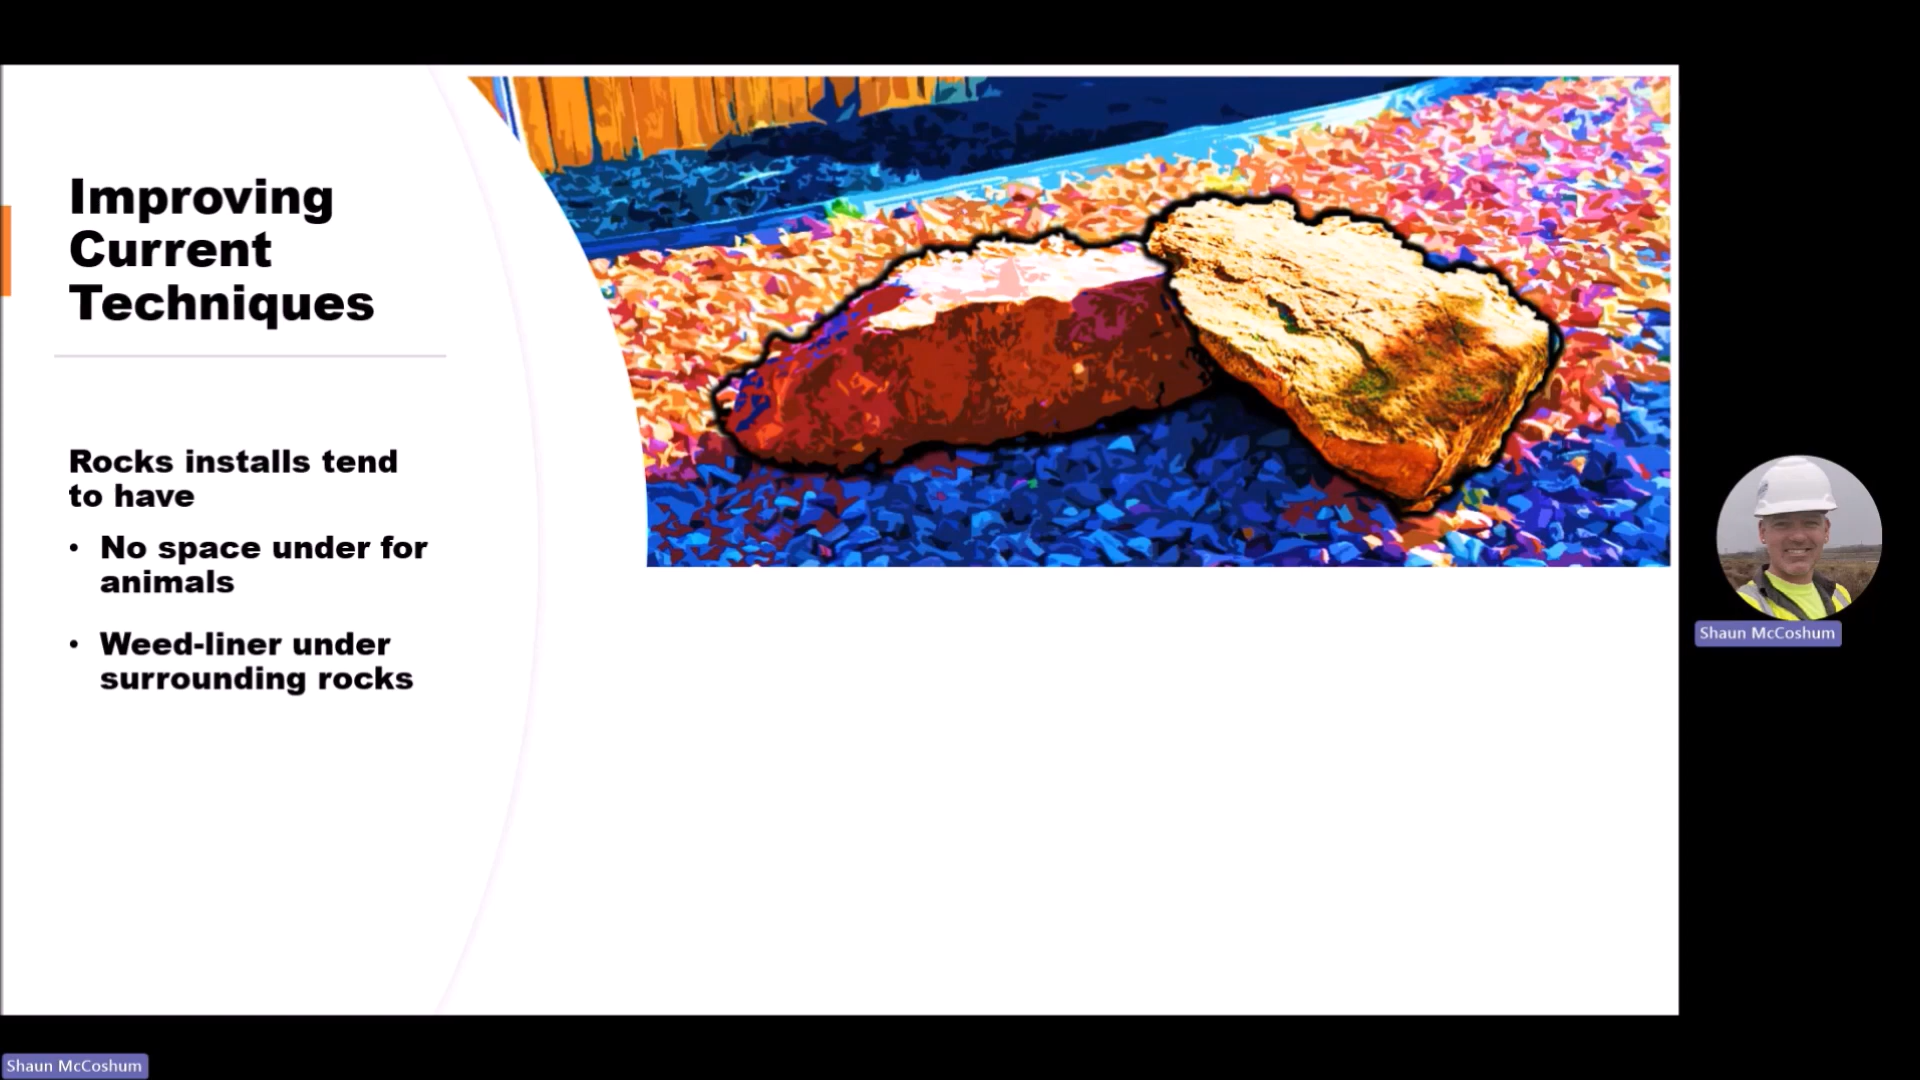 Improving
Current
Techniques
Rocks installs tend
to have
• No space under for
animals
• Weed-liner under
surrounding rocks
Shaun McCoshum
Shaun McCoshum